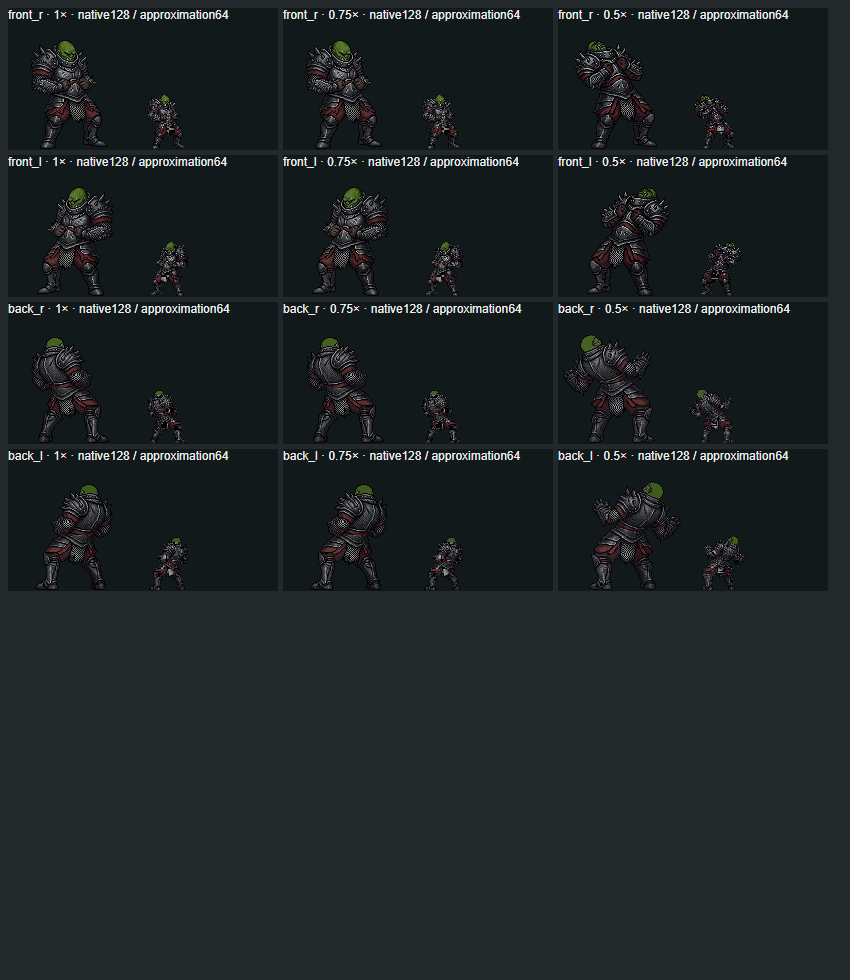 front_r · 1× · native128 / approximation64
front_r · 0.75× · native128 / approximation64
front_r · 0.5× · native128 / approximation64
front_l · 1× · native128 / approximation64
front_l · 0.75× · native128 / approximation64
front_l · 0.5× · native128 / approximation64
back_r · 1× · native128 / approximation64
back_r · 0.75× · native128 / approximation64
back_r · 0.5× · native128 / approximation64
back_l · 1× · native128 / approximation64
back_l · 0.75× · native128 / approximation64
back_l · 0.5× · native128 / approximation64